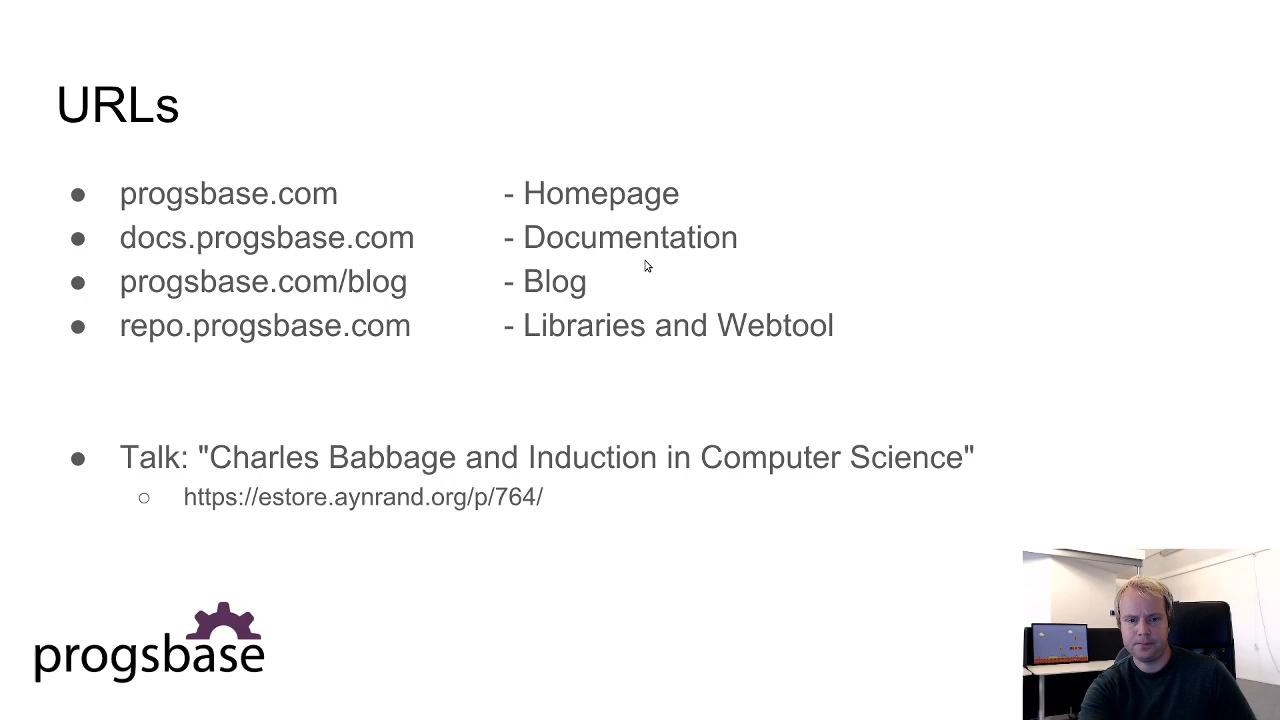 URLs
● progsbase.com - Homepage
● docs.progsbase.com - Documentation
● progsbase.com/blog - Blog
● repo.progsbase.com - Libraries and Webtool
● Talk: "Charles Babbage and Induction in Computer Science"
○ https://estore.aynrand.org/p/764/
progsbase